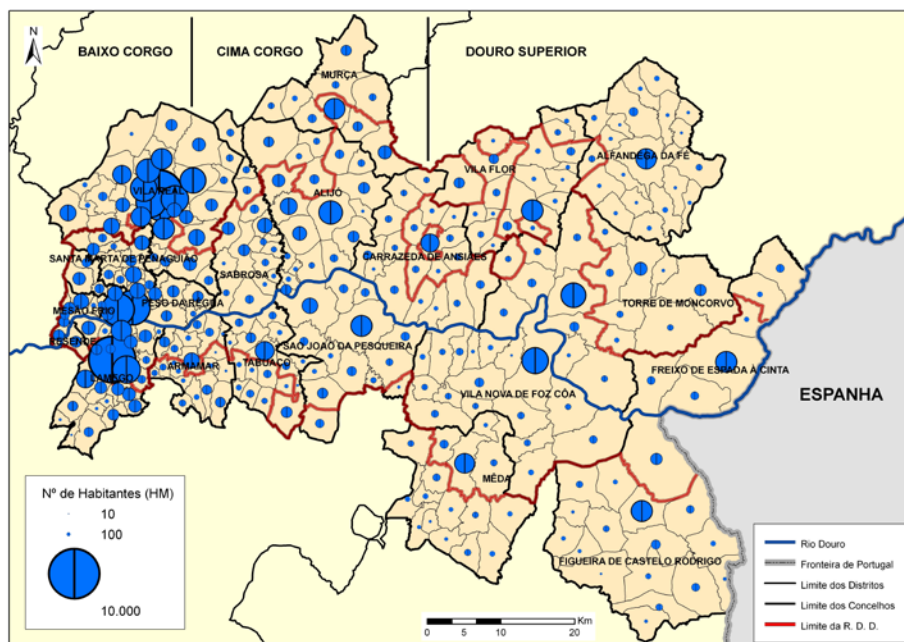 BAIXO CORGO
CIMA CORGO
DOURO SUPERIOR
N
MURÇA
ALFANDEGA DA FÉ
VILA FLOR
VILA REAL
ALIJÓ
SANTA MARTA DE PENAGUIÃO
CARRAZEDA DE ANSIÃES
SABROSA
MESÃO FRIO
PESO DA RÉGUA
TORRE DE MONCORVO
RESENDE
SÃO JOÃO DA PESQUEIRA
ARMAMAR
TABUAÇO
LAMEGO
FREIXO DE ESPADA À CINTA
VILA NOVA DE FOZ CÔA
ESPANHA
MÊDA
FIGUEIRA DE CASTELO RODRIGO
Nº de Habitantes (HM)
10
100
10.000
Km
0 5 10 20
Rio Douro
Fronteira de Portugal
Limite dos Distritos
Limite dos Concelhos
Limite da R. D. D.